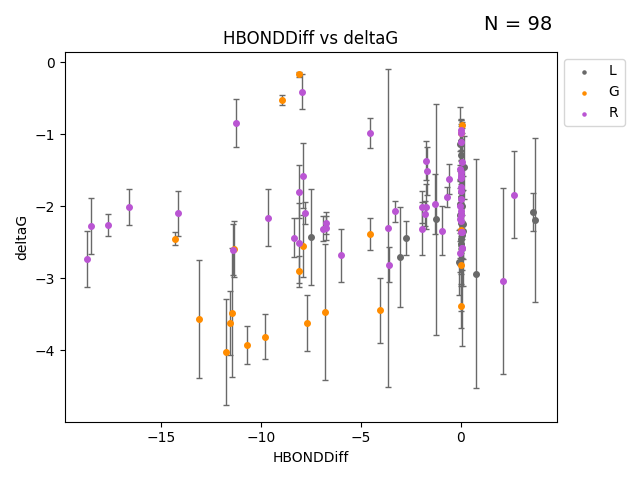 N = 98
HBONDDiff vs deltaG
L
G
R
0
−1
−2
−3
−4
deltaG
−15
−10
−5
0
HBONDDiff